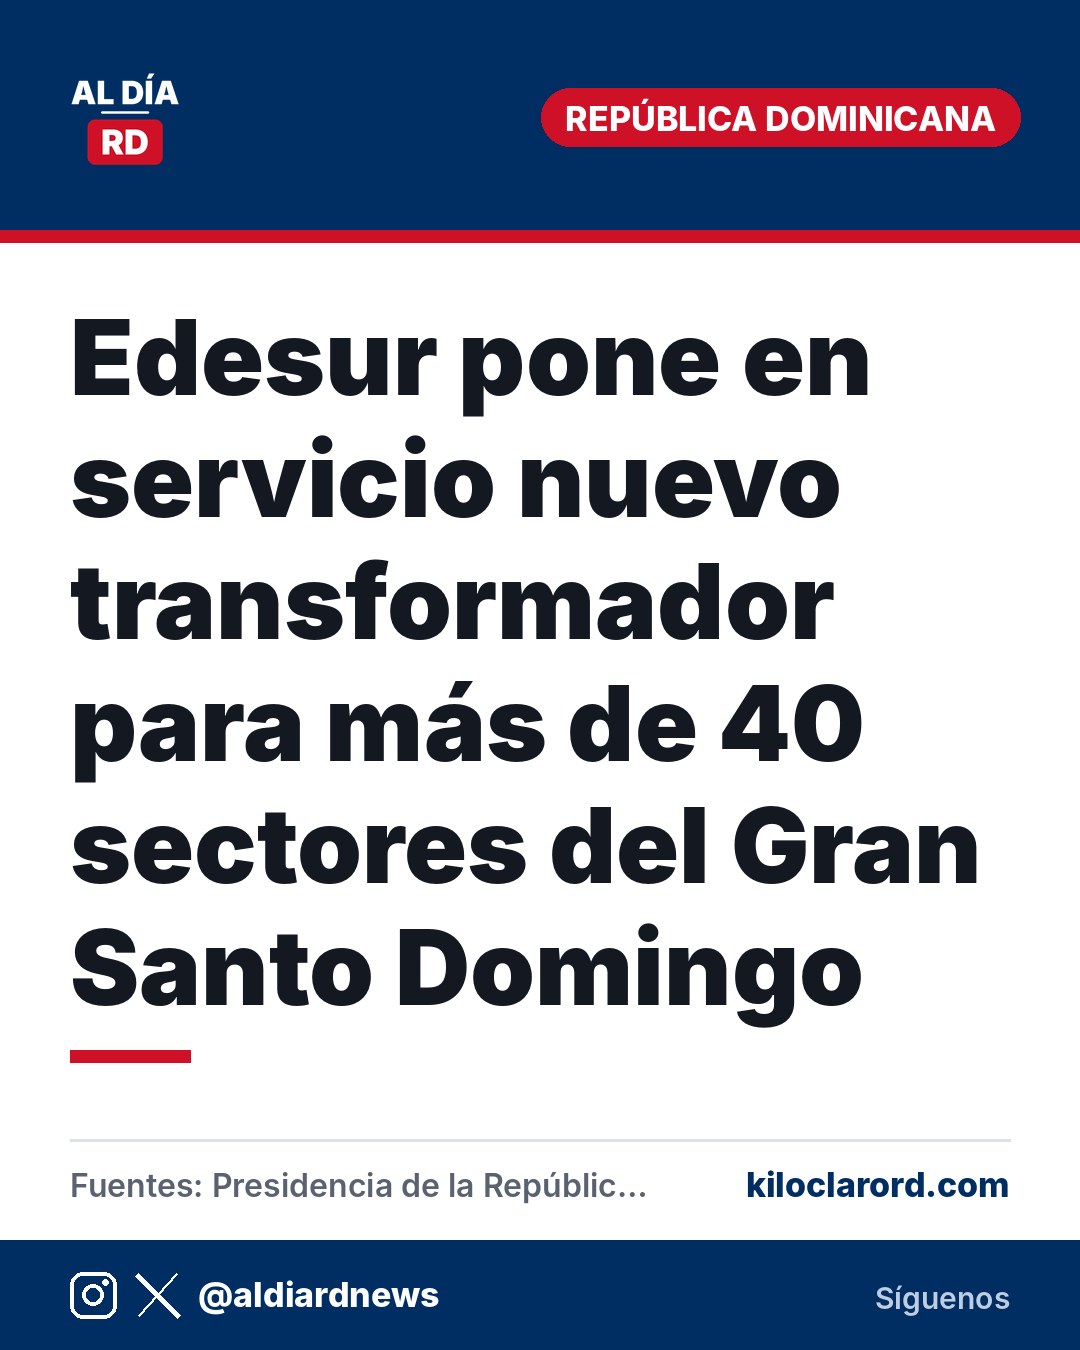 AL DÍA
RD
REPÚBLICA DOMINICANA
Edesur pone en
servicio nuevo
transformador
para más de 40
sectores del Gran
Santo Domingo
Fuentes: Presidencia de la Repúblic...
kiloclarord.com
@aldiardnews
Síguenos